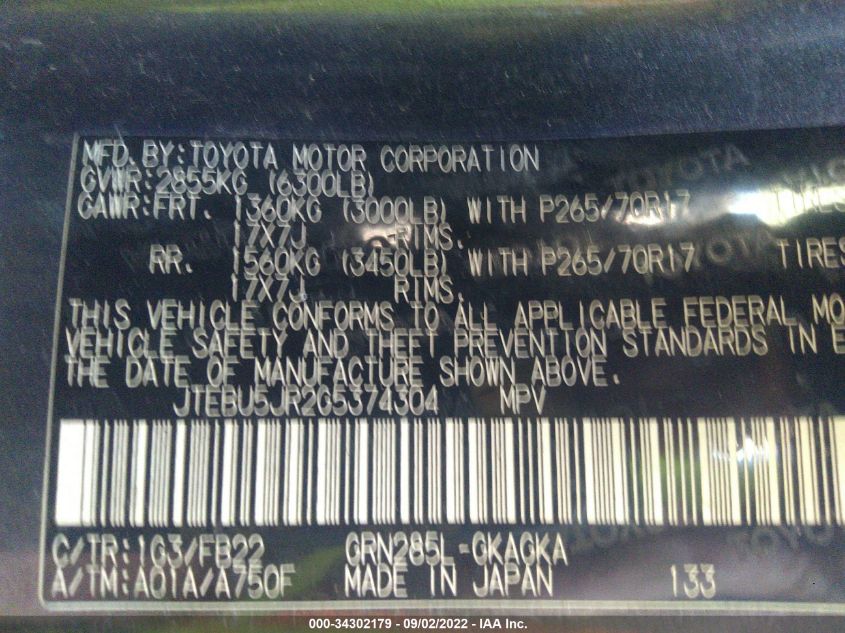 MFD. BY: TOYOTA MOTOR CORPORATION
GVWR: 2855KG (6300LB)
GAWR: FRT. 1360KG (3000LB) WITH P265/70R17
17X7J RIMS.
RR. 1560KG (3450LB) WITH P265/70R17 TIRES
17X7J RIMS.
THIS VEHICLE CONFORMS TO ALL APPLICABLE FEDERAL MO
VEHICLE SAFETY AND THEFT PREVENTION STANDARDS IN E
THE DATE OF MANUFACTURE SHOWN ABOVE.
JTEBU5JR2G5374304 MPV
C/TR: 1G3/FB22 GRN285L-GKAGKA
A/TM: A01A/A750F MADE IN JAPAN 133
000-34302179 - 09/02/2022 - IAA Inc.